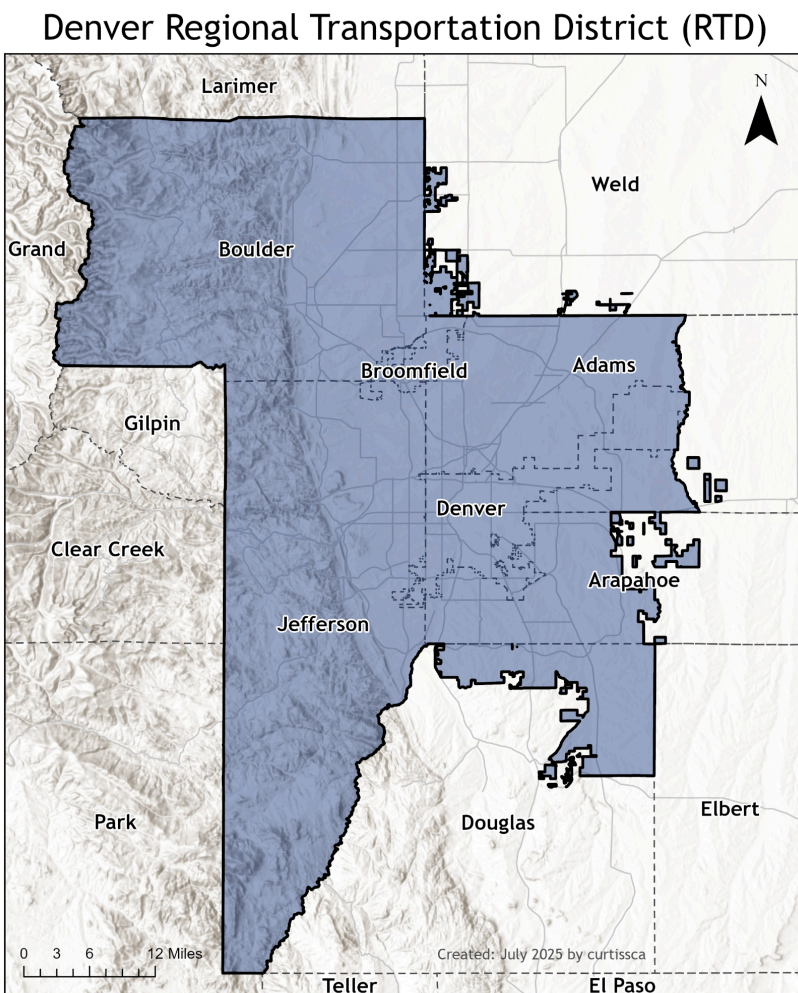 Denver Regional Transportation District (RTD)
Larimer
N
Weld
Grand
Boulder
Broomfield
Adams
Gilpin
Denver
Clear Creek
Arapahoe
Jefferson
Park
Douglas
Elbert
0 3 6 12 Miles
Created: July 2025 by curtissca
Teller
El Paso